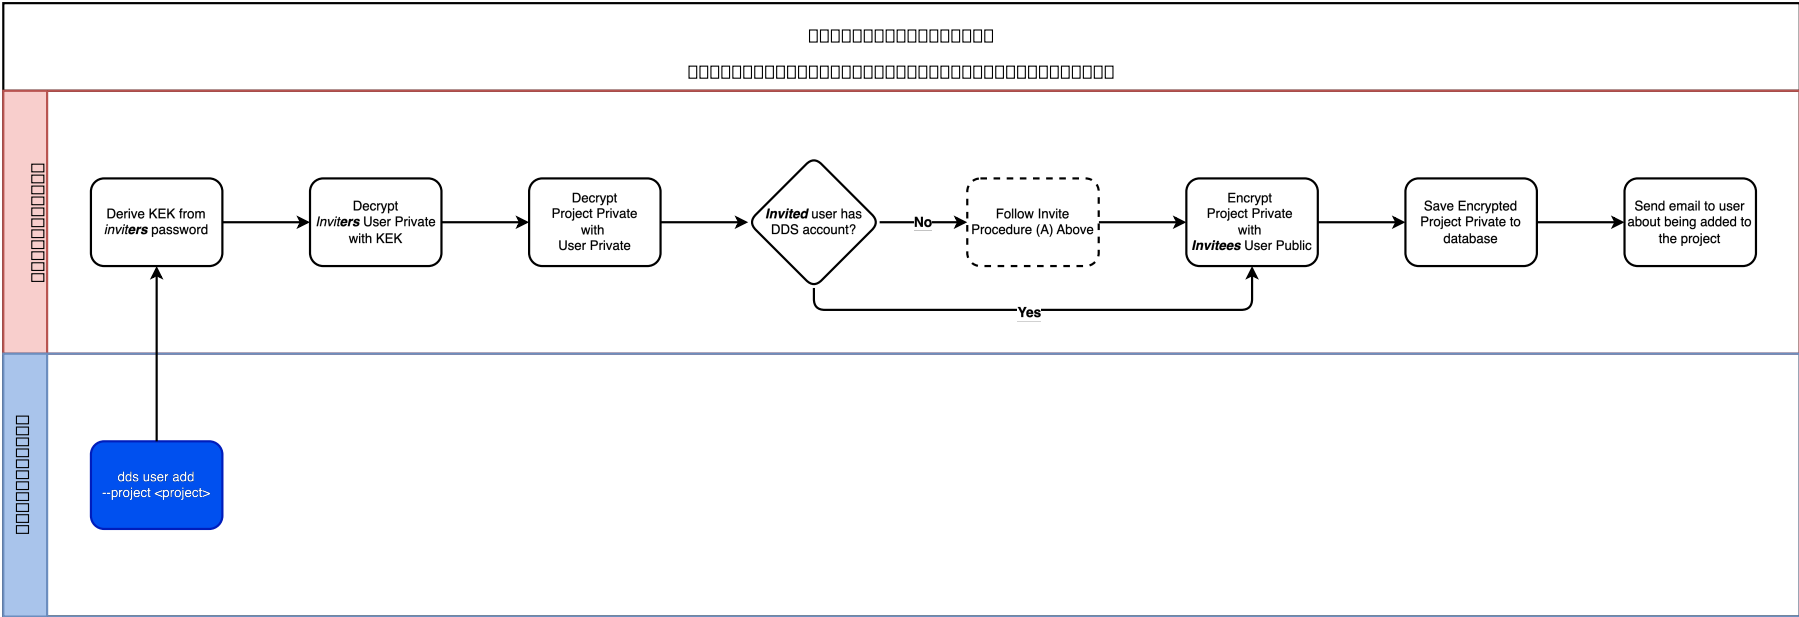 Derive KEK from
inviters password
Decrypt
Inviters User Private
with KEK
Decrypt
Project Private
with
User Private
Invited user has
DDS account?
No
Follow Invite
Procedure (A) Above
Encrypt
Project Private
with
Invitees User Public
Save Encrypted
Project Private to
database
Send email to user
about being added to
the project
Yes
dds user add
--project <project>